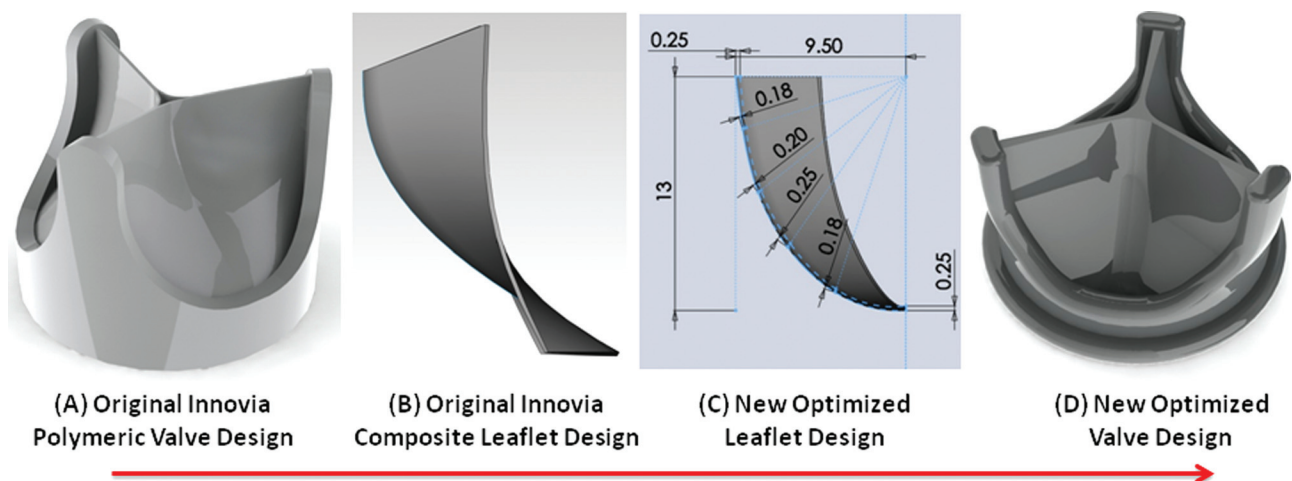 0.25
9.50
0.18
0.20
0.25
0.18
13
0.25
(A) Original Innovia
Polymeric Valve Design
(B) Original Innovia
Composite Leaflet Design
(C) New Optimized
Leaflet Design
(D) New Optimized
Valve Design